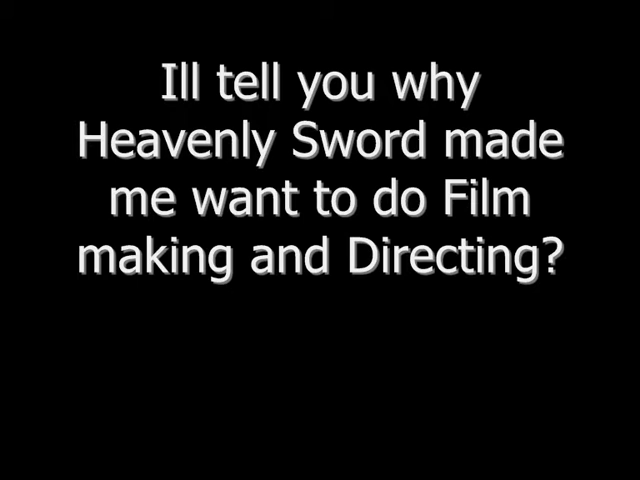 Ill tell you why
Heavenly Sword made
me want to do Film
making and Directing?